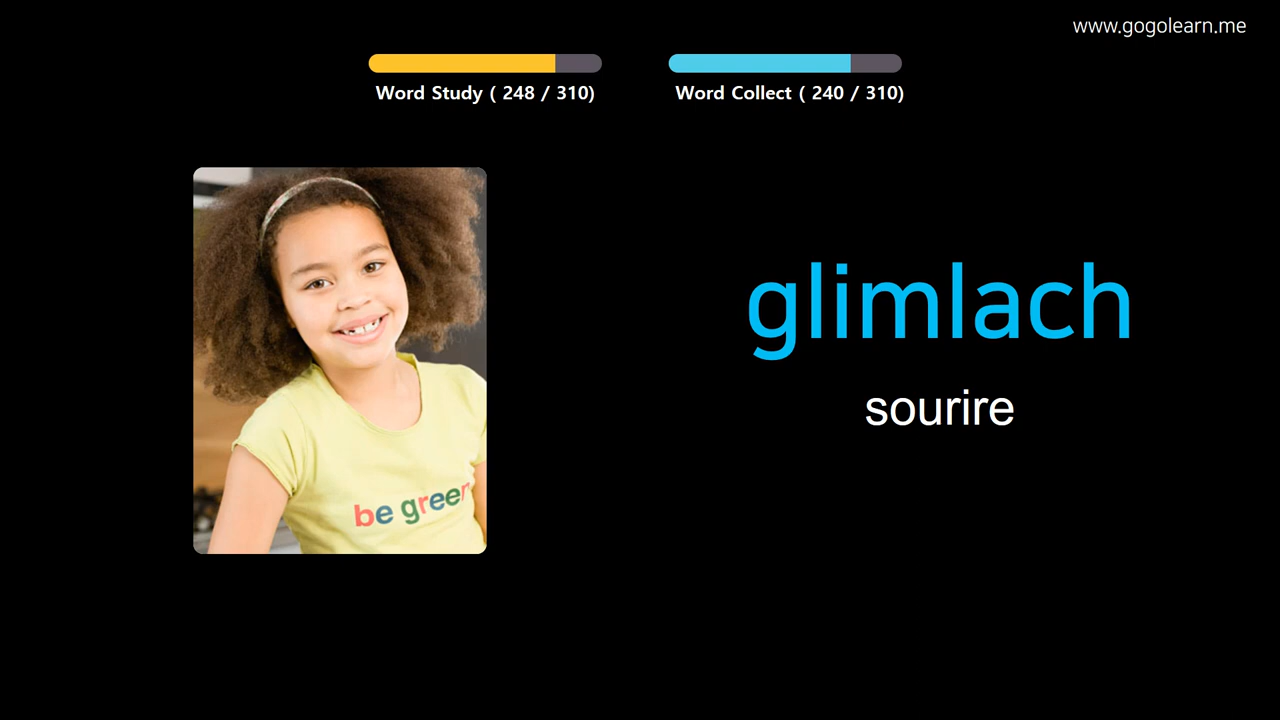 www.gogolearn.me
Word Study ( 248 / 310)
Word Collect ( 240 / 310)
glimlach
sourire
be green